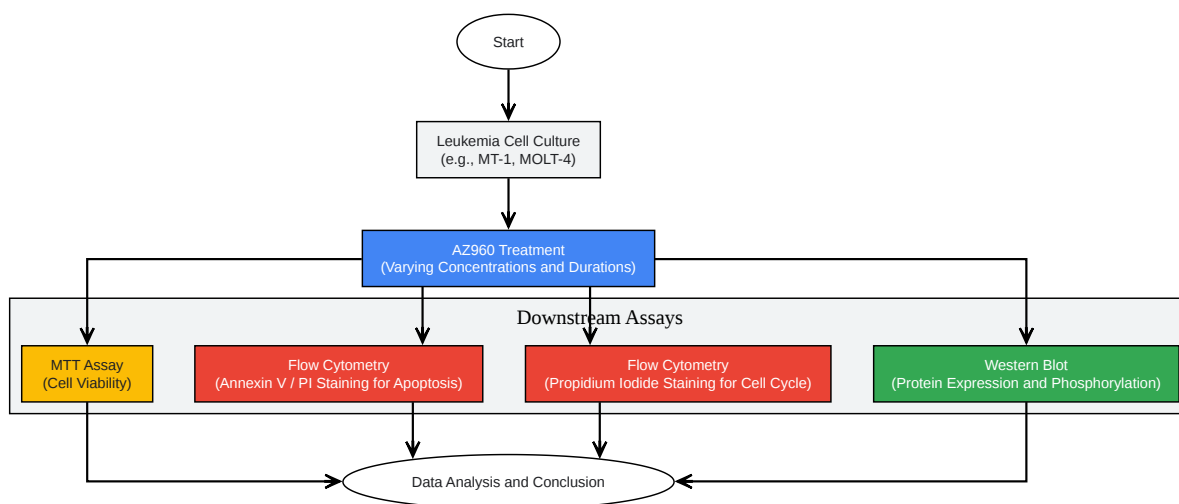 Start
Leukemia Cell Culture
(e.g., MT-1, MOLT-4)
AZ960 Treatment
(Varying Concentrations and Durations)
Downstream Assays
MTT Assay
(Cell Viability)
Flow Cytometry
(Annexin V / PI Staining for Apoptosis)
Flow Cytometry
(Propidium Iodide Staining for Cell Cycle)
Western Blot
(Protein Expression and Phosphorylation)
Data Analysis and Conclusion